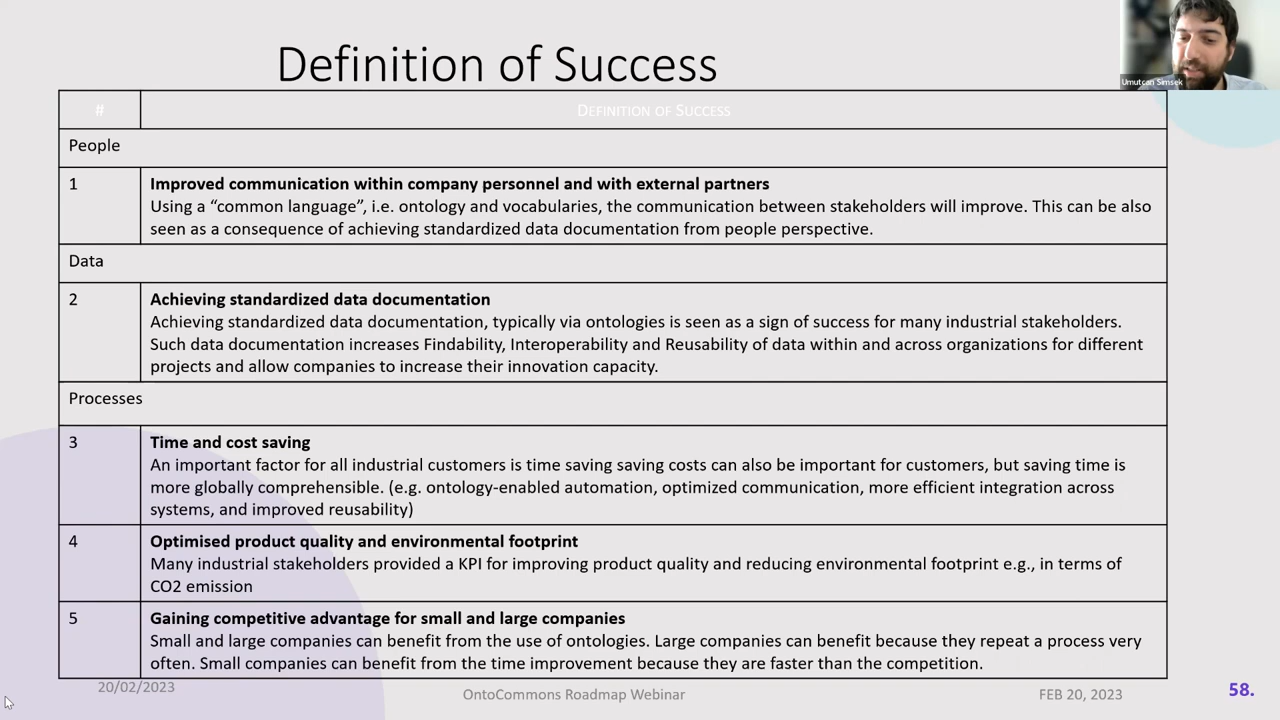 Definition of Success
Umutcan Simsek
# Definition of Success
People
1 Improved communication within company personnel and with external partners
Using a “common language”, i.e. ontology and vocabularies, the communication between stakeholders will improve. This can be also
seen as a consequence of achieving standardized data documentation from people perspective.
Data
2 Achieving standardized data documentation
Achieving standardized data documentation, typically via ontologies is seen as a sign of success for many industrial stakeholders.
Such data documentation increases Findability, Interoperability and Reusability of data within and across organizations for different
projects and allow companies to increase their innovation capacity.
Processes
3 Time and cost saving
An important factor for all industrial customers is time saving saving costs can also be important for customers, but saving time is
more globally comprehensible. (e.g. ontology-enabled automation, optimized communication, more efficient integration across
systems, and improved reusability)
4 Optimised product quality and environmental footprint
Many industrial stakeholders provided a KPI for improving product quality and reducing environmental footprint e.g., in terms of
CO2 emission
5 Gaining competitive advantage for small and large companies
Small and large companies can benefit from the use of ontologies. Large companies can benefit because they repeat a process very
often. Small companies can benefit from the time improvement because they are faster than the competition.
20/02/2023
OntoCommons Roadmap Webinar
FEB 20, 2023
58.